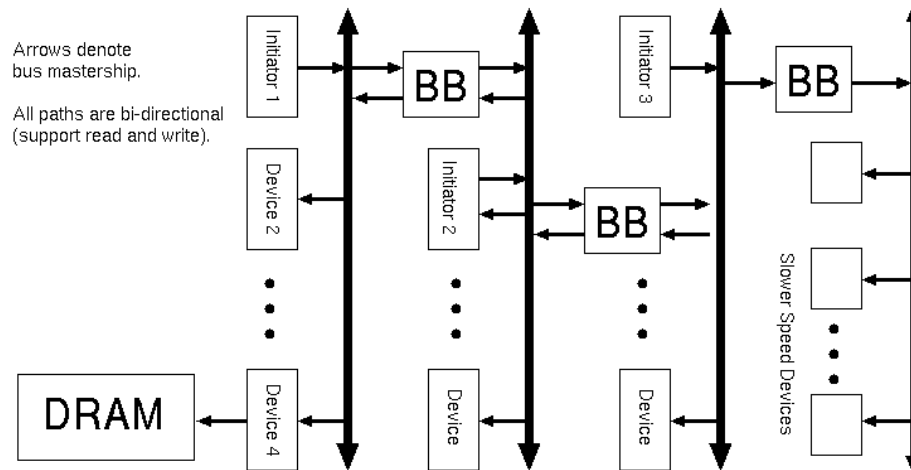 Arrows denote
bus mastership.
All paths are bi-directional
(support read and write).
Initiator 1
BB
Initiator 3
BB
Device 2
Initiator 2
BB
Slower Speed Devices
DRAM
Device 4
Device
Device